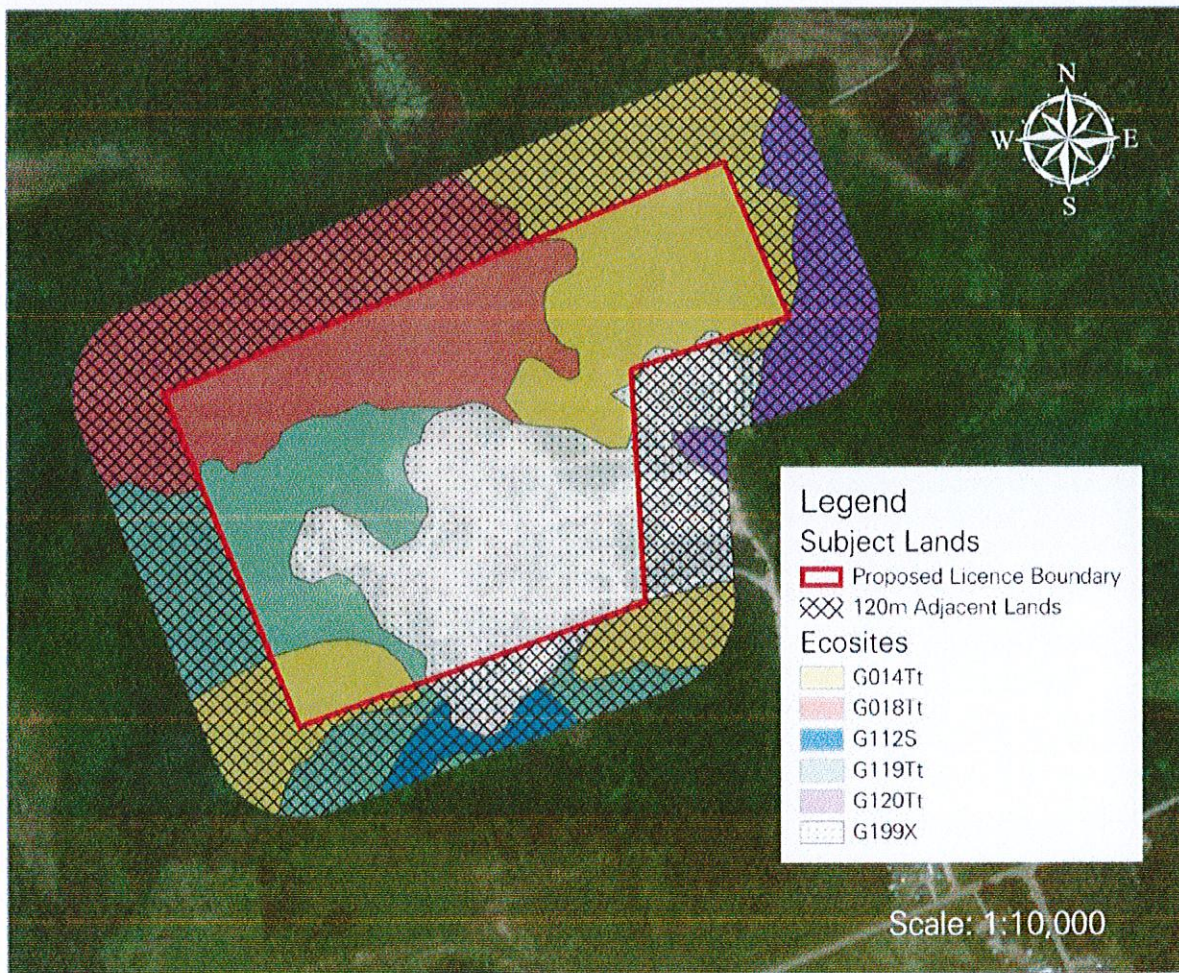 N
W E
S
Legend
Subject Lands
Proposed Licence Boundary
120m Adjacent Lands
Ecosites
G014Tt
G018Tt
G112S
G119Tt
G120Tt
G199X
Scale: 1:10,000